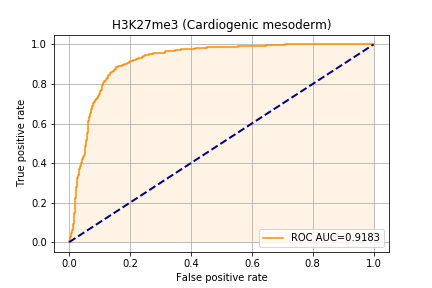 H3K27me3 (Cardiogenic mesoderm)
True positive rate
1.0
0.8
0.6
0.4
0.2
0.0
ROC AUC=0.9183
0.0 0.2 0.4 0.6 0.8 1.0
False positive rate